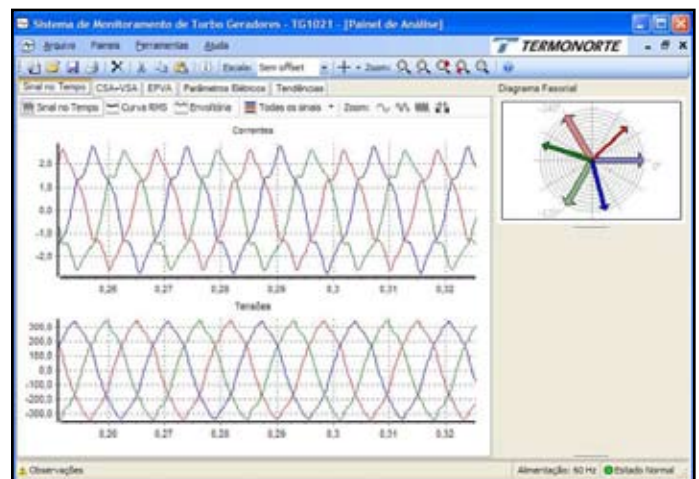 Sistema de Monitoramento de Turbo Geradores - TG1021 - [Painel de Análise]
Arquivo Paineis Ferramentas Ajuda
TERMONORTE
Escala: Sem offset Zoom:
Sinal no Tempo CSA+VSA EPVA Parâmetros Elétricos Tendências
Diagrama Fasorial
Sinal no Tempo Curva RMS Envoltória Todos os sinais Zoom:
Correntes
2,0
1,0
0,0
-1,0
-2,0
0,26 0,27 0,28 0,29 0,3 0,31 0,32
Tensões
300,0
200,0
100,0
0,0
-100,0
-200,0
-300,0
0,26 0,27 0,28 0,29 0,3 0,31 0,32
0°
Observações
Alimentação: 60 Hz Estado Normal